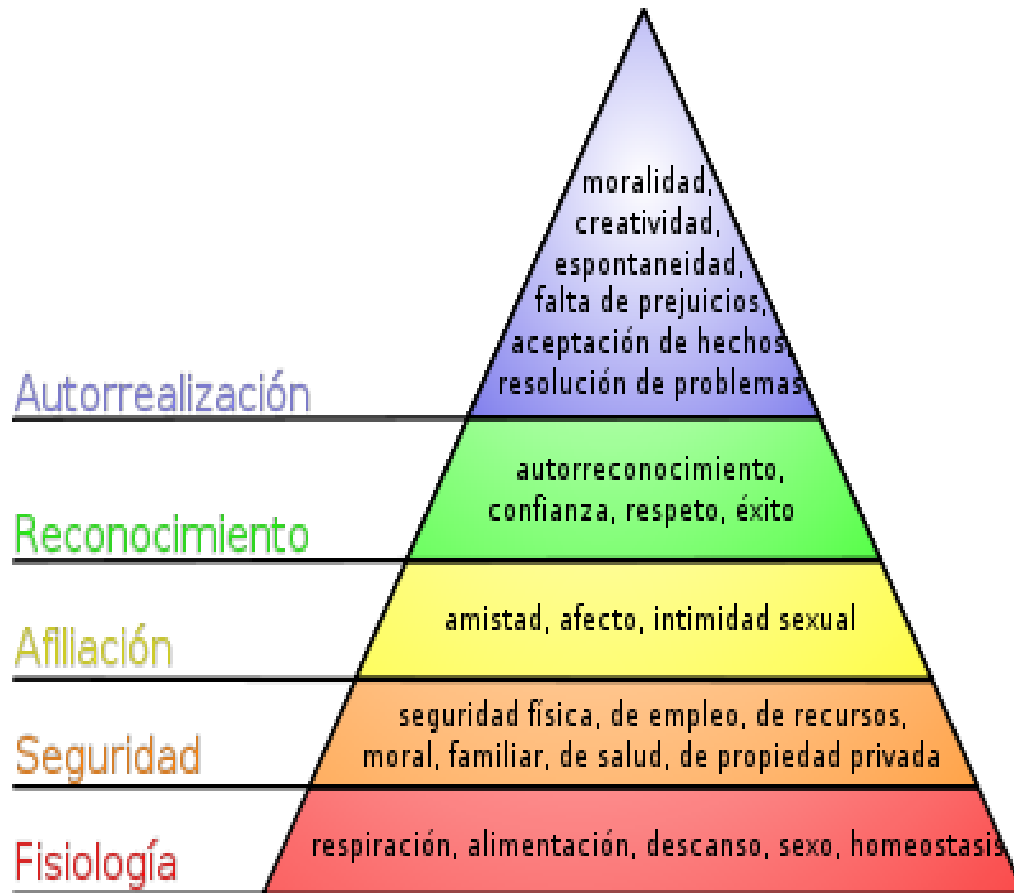 moralidad,
creatividad,
espontaneidad,
falta de prejuicios,
aceptación de hechos,
resolución de problemas
Autorrealización
autorreconocimiento,
confianza, respeto, éxito
Reconocimiento
amistad, afecto, intimidad sexual
Afiliación
seguridad física, de empleo, de recursos,
moral, familiar, de salud, de propiedad privada
Seguridad
respiración, alimentación, descanso, sexo, homeostasis
Fisiología